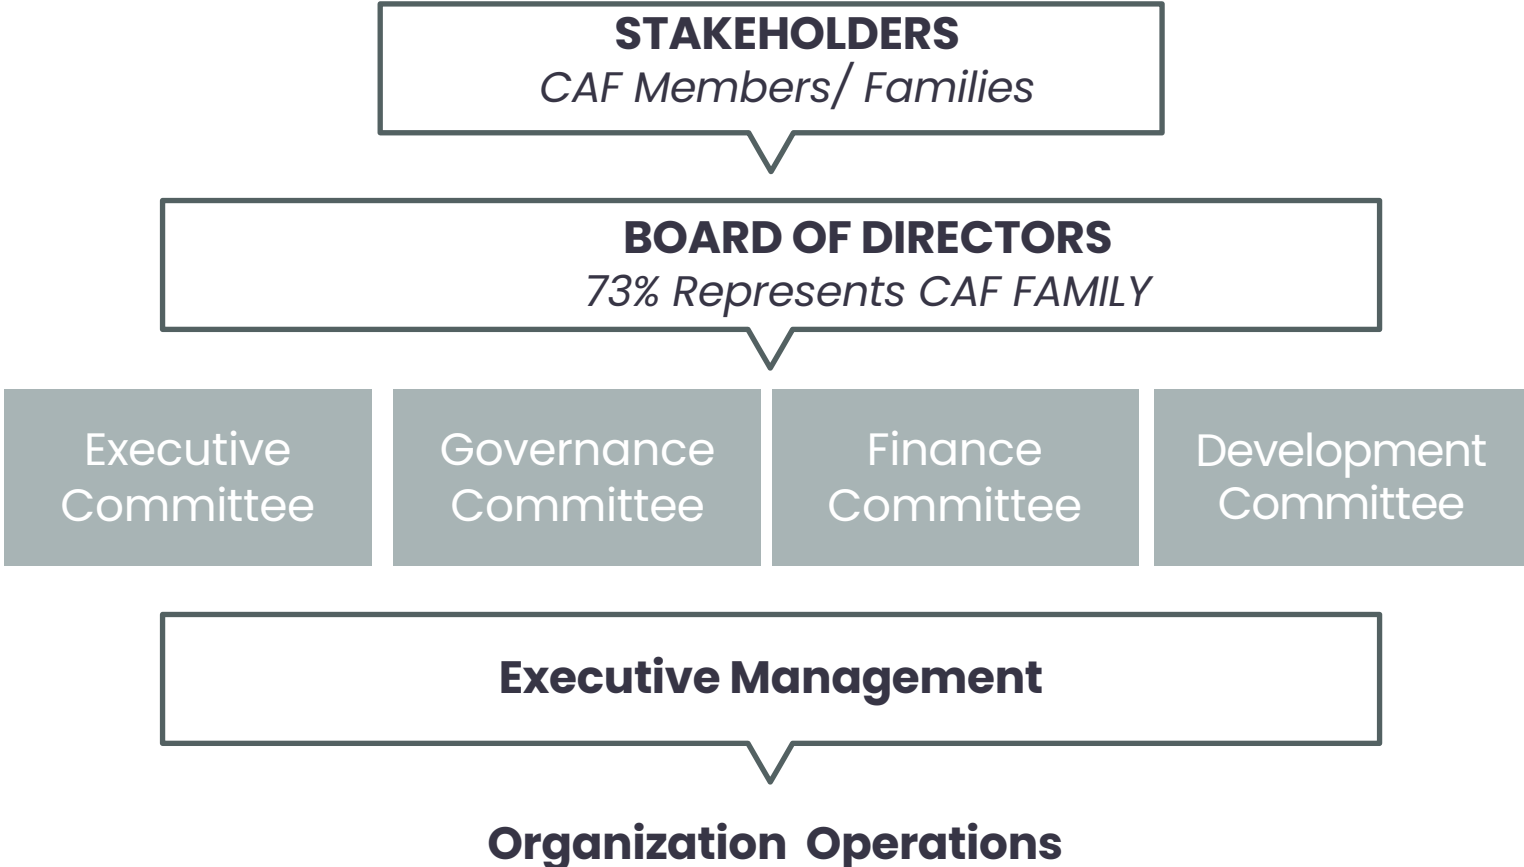 STAKEHOLDERS
CAF Members/ Families
BOARD OF DIRECTORS
73% Represents CAF FAMILY
Executive
Committee
Governance
Committee
Finance
Committee
Development
Committee
Executive Management
Organization Operations